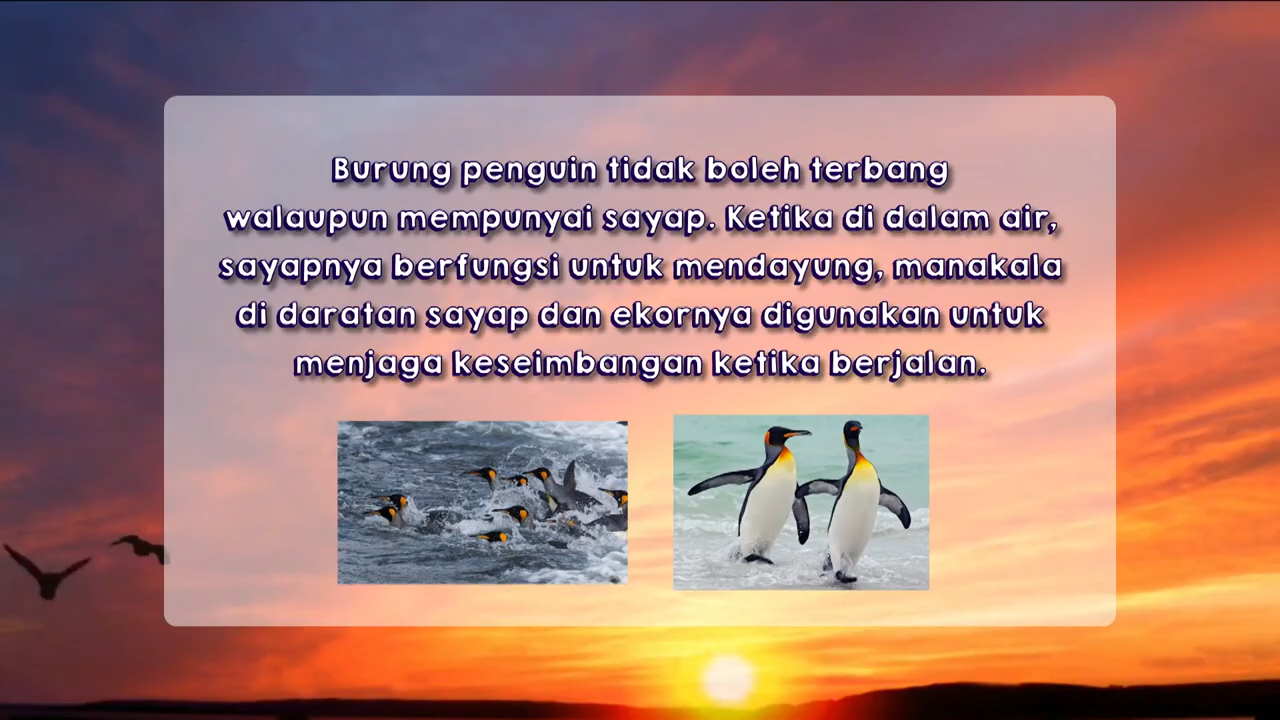 Burung penguin tidak boleh terbang
walaupun mempunyai sayap. Ketika di dalam air,
sayapnya berfungsi untuk mendayung, manakala
di daratan sayap dan ekornya digunakan untuk
menjaga keseimbangan ketika berjalan.